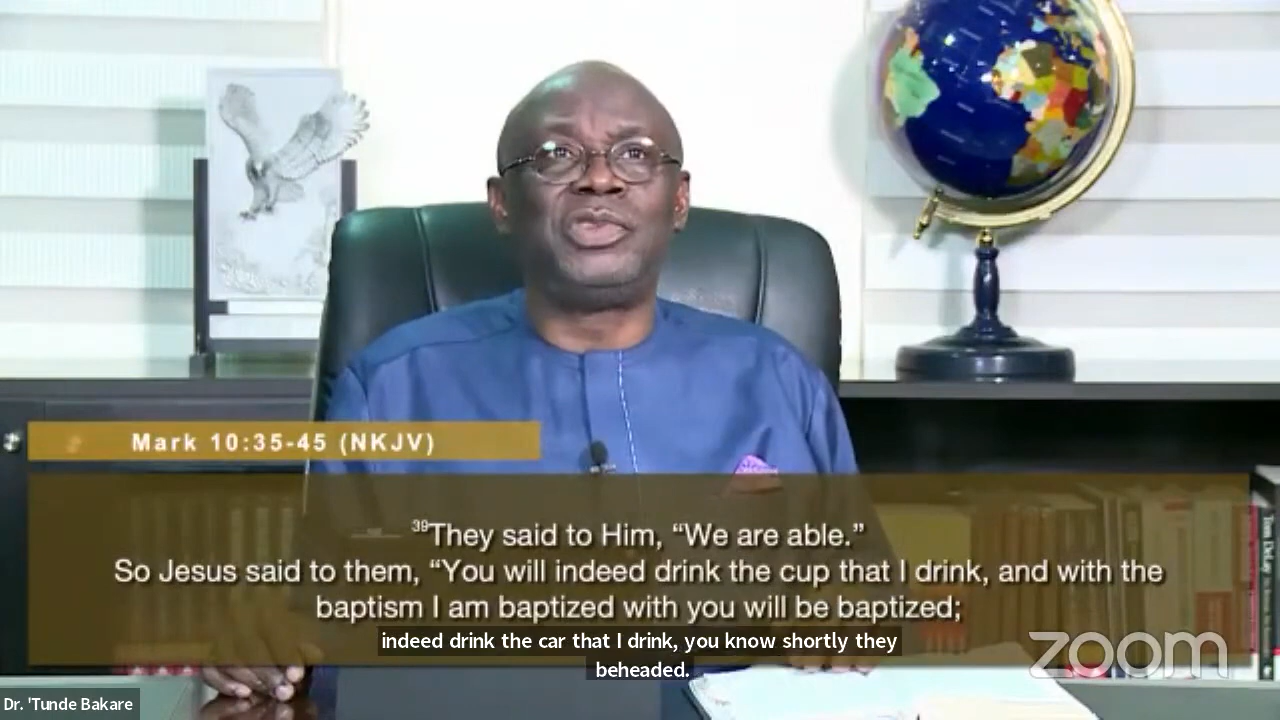 Mark 10:35-45 (NKJV)
39They said to Him, “We are able.”
So Jesus said to them, “You will indeed drink the cup that I drink, and with the
baptism I am baptized with you will be baptized;
indeed drink the car that I drink, you know shortly they
beheaded.
zoom
Dr. 'Tunde Bakare
Tom DeLay